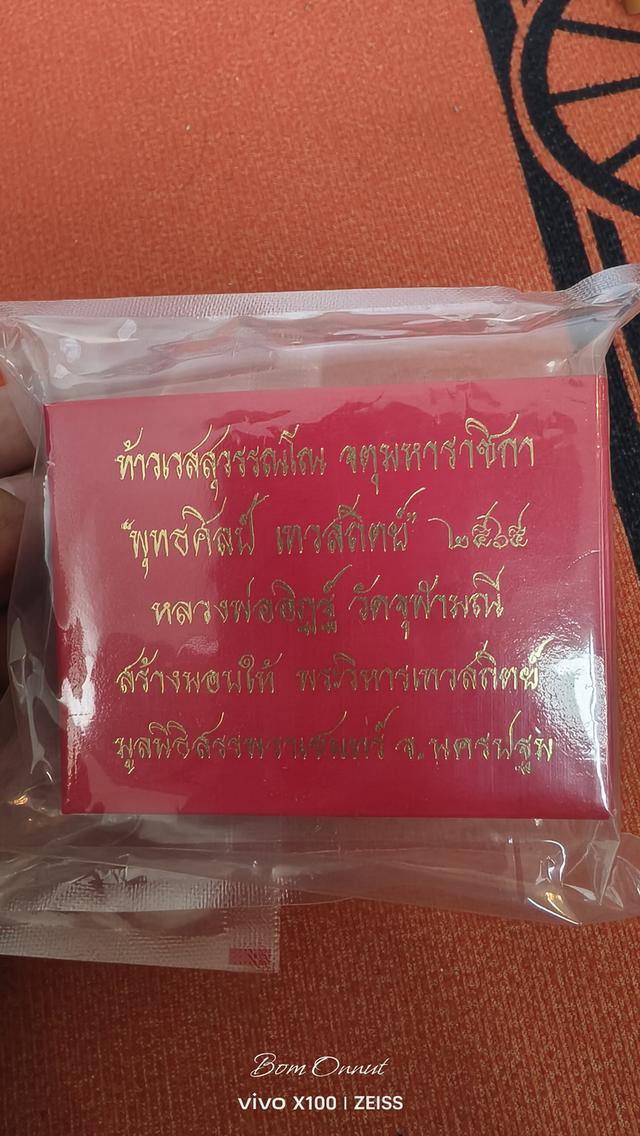 ท้าวเวสสุวรรณโณ จตุมหาราชิกา
"พุทธศิลป์ เทวสถิตย์" ๒๕๖๕
หลวงพ่ออิฏฐ์ วัดจุฬามณี
สร้างมอบให้ พระวิหารเทวสถิตย์
มูลนิธิสรรพราเชนทร์ จ.นครปฐม
Bom Onnut
vivo X100 | ZEISS